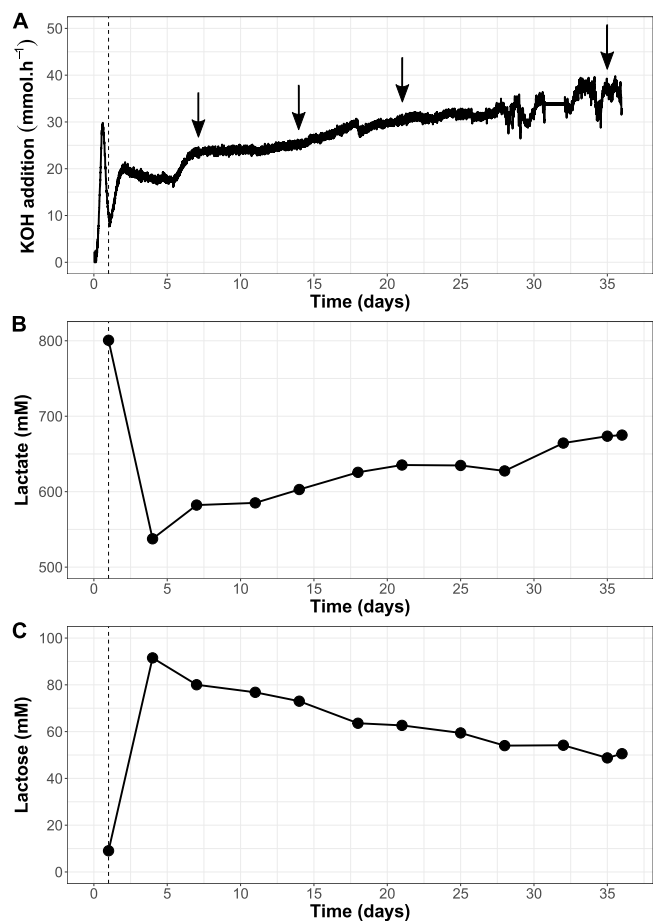 A
KOH addition (mmol.h⁻¹)
50
40
30
20
10
0
0 5 10 15 20 25 30 35
Time (days)
B
Lactate (mM)
800
700
600
500
0 5 10 15 20 25 30 35
Time (days)
C
Lactose (mM)
100
80
60
40
20
0
0 5 10 15 20 25 30 35
Time (days)